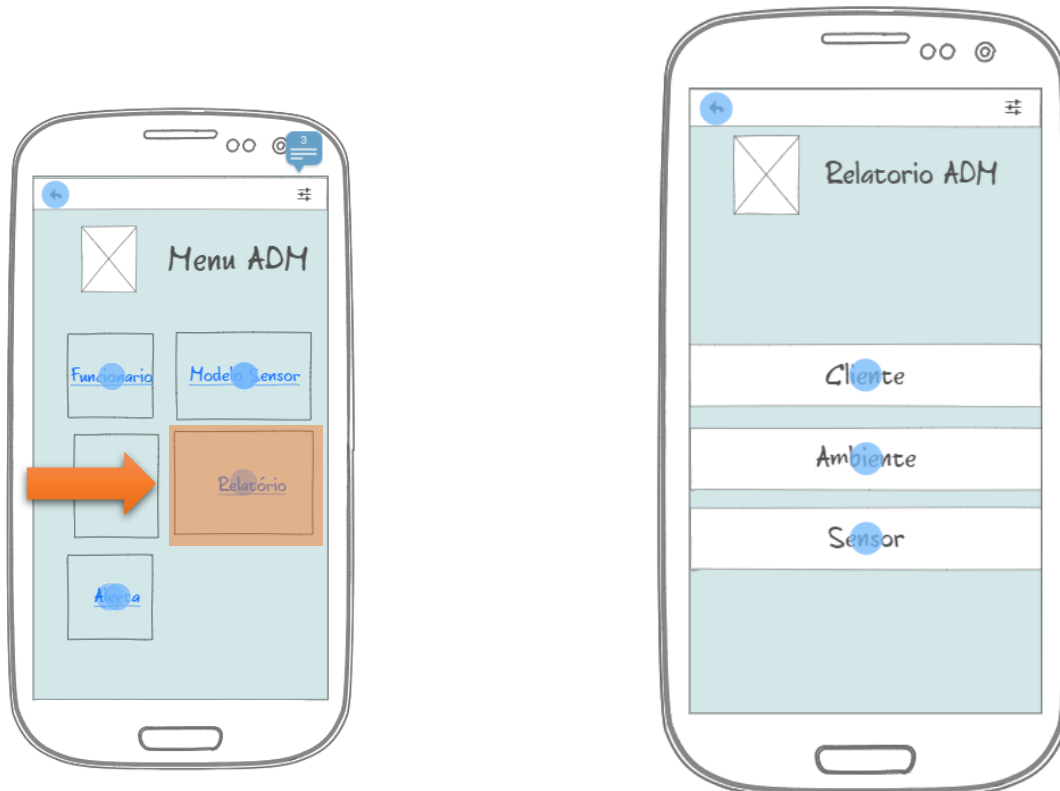 3
Menu ADM
Funcionario
Modelo Sensor
Relatório
Alerta
Relatorio ADM
Cliente
Ambiente
Sensor